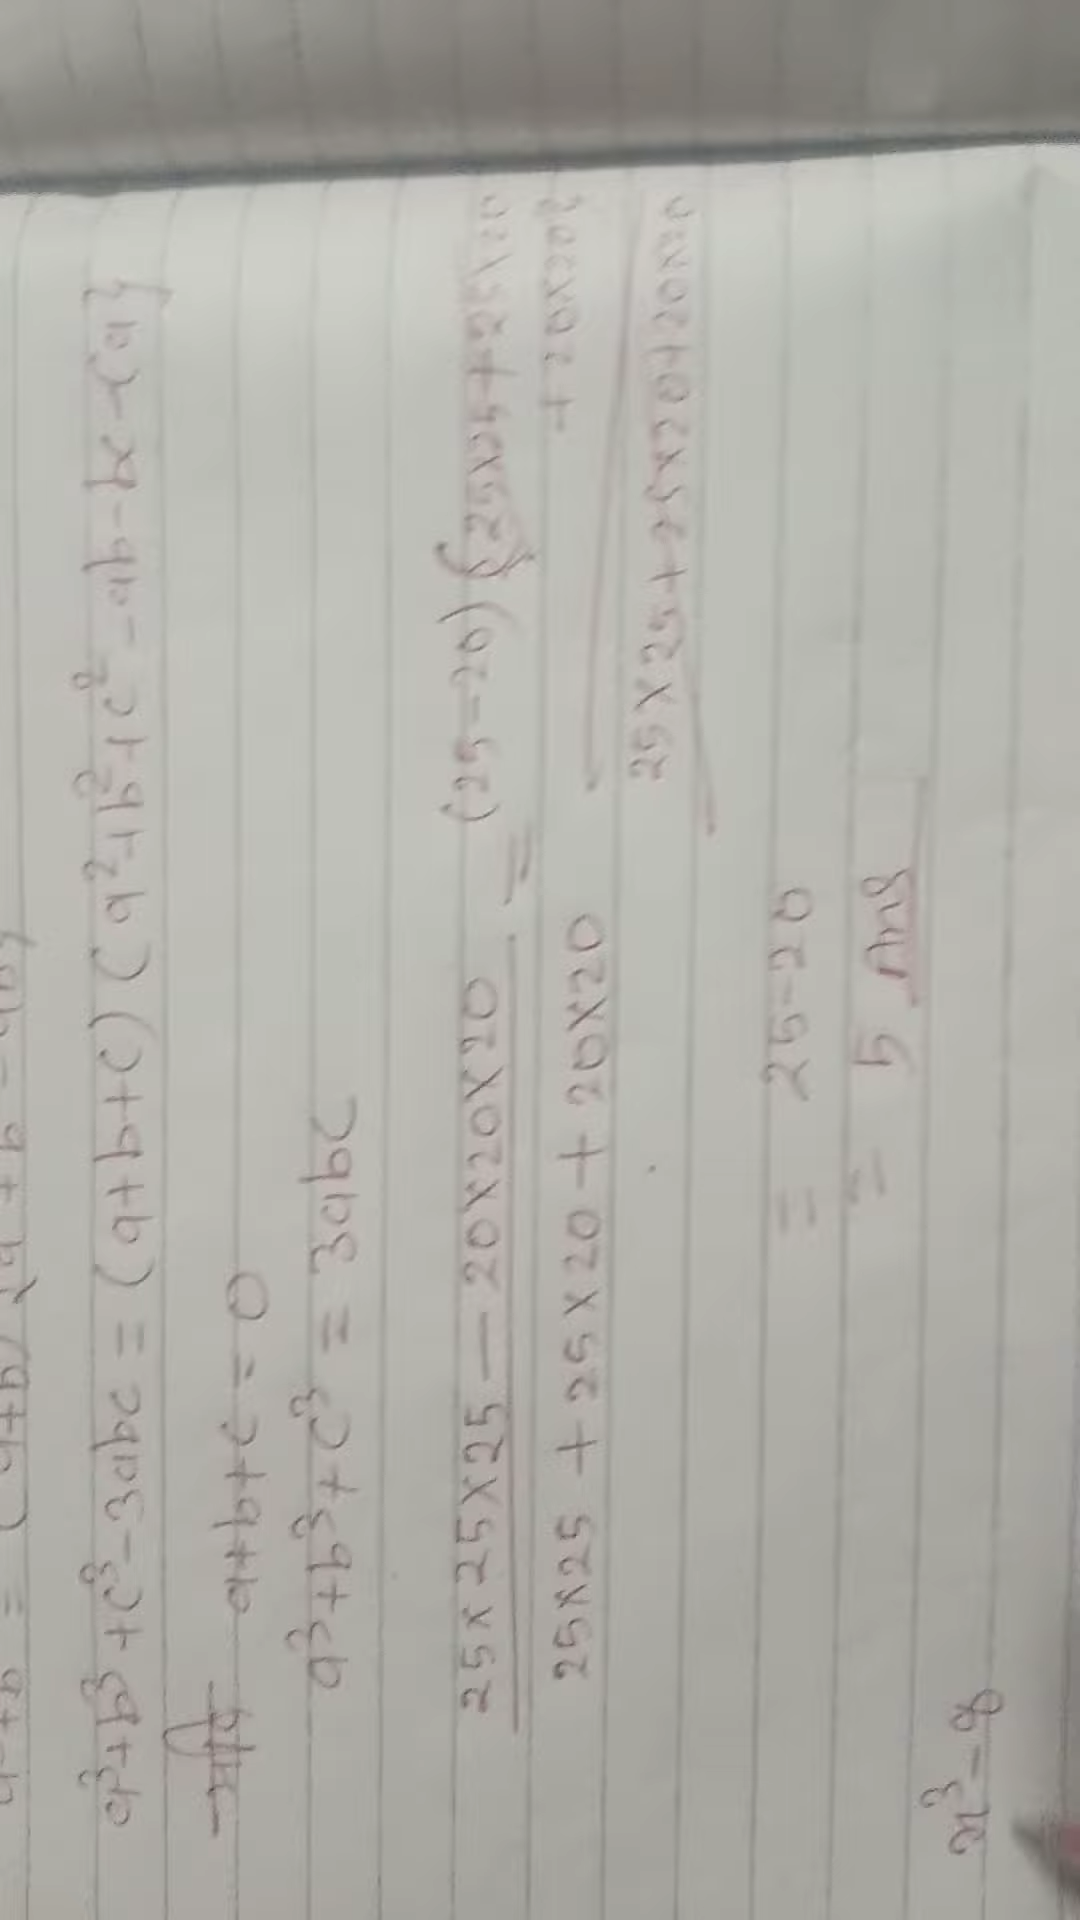 a³+b³+c³-3abc = (a+b+c) (a²+b²+c²-ab-bc-ca}
यदि a+b+c=0
a³+b³+c³ = 3abc
25×25×25-20×20×20 = (25-20) {25×25+25×20
+20×20}
25×25 +25×20+20×20
25×25+25×20+20×20
= 25-20
= 5 Ans
x³-8